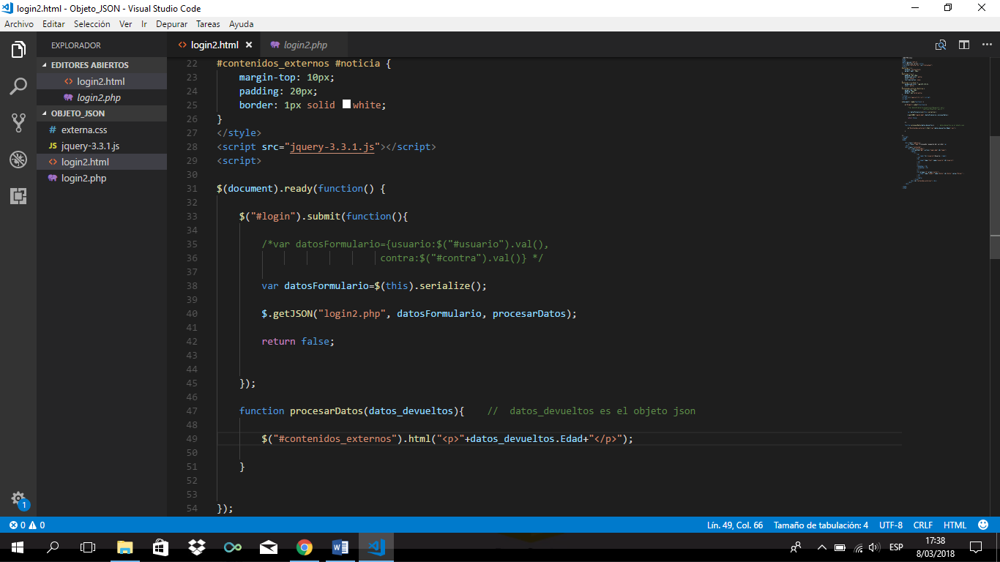 login2.html - Objeto_JSON - Visual Studio Code
Archivo Editar Selección Ver Ir Depurar Tareas Ayuda
EXPLORADOR
EDITORES ABIERTOS
login2.html
login2.php
OBJETO_JSON
# externa.css
JS jquery-3.3.1.js
login2.html
login2.php
1
login2.html
login2.php
22 #contenidos_externos #noticia {
23 margin-top: 10px;
24 padding: 20px;
25 border: 1px solid white;
26 }
27 </style>
28 <script src="jquery-3.3.1.js"></script>
29 <script>
30
31 $(document).ready(function() {
32
33 $("#login").submit(function(){
34
35 /*var datosFormulario={usuario:$("#usuario").val(),
36 contra:$("#contra").val()} */
37
38 var datosFormulario=$(this).serialize();
39
40 $.getJSON("login2.php", datosFormulario, procesarDatos);
41
42 return false;
43
44
45 });
46
47 function procesarDatos(datos_devueltos){ // datos_devueltos es el objeto json
48
49 $("#contenidos_externos").html("<p>"+datos_devueltos.Edad+"</p>");
50
51 }
52
53
54 });
0 0 Lín. 49, Col. 66 Tamaño de tabulación: 4 UTF-8 CRLF HTML
ESP
17:38
8/03/2018